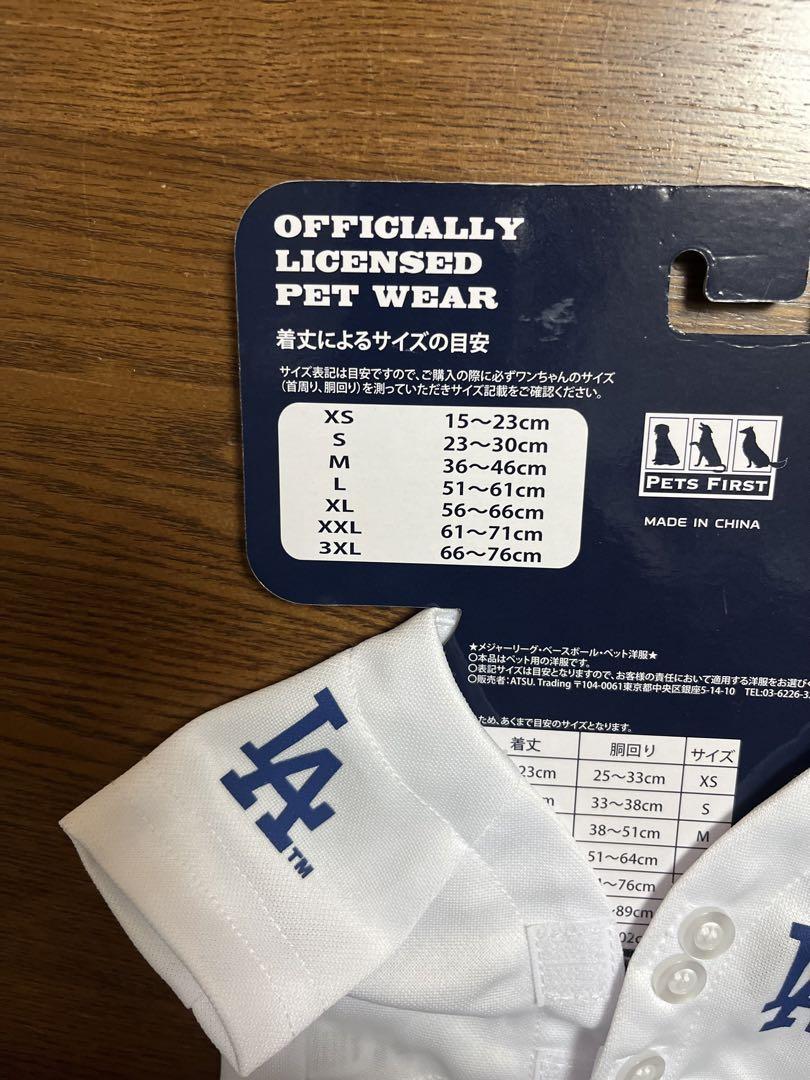 OFFICIALLY
LICENSED
PET WEAR
着丈によるサイズの目安
サイズ表記は目安ですので、ご購入の際に必ずワンちゃんのサイズ
（首周り、胴回り）を測っていただきサイズ記載をご確認ください。
XS 15～23cm
S 23～30cm
M 36～46cm
L 51～61cm
XL 56～66cm
XXL 61～71cm
3XL 66～76cm
PETS FIRST
MADE IN CHINA
★メジャーリーグ・ベースボール・ペット洋服★
○本品はペット用の洋服です。
○表記サイズは目安となりますので、お客様の責任において適用する洋服をお選び
○販売者：ATSU. Trading 〒104-0061東京都中央区銀座5-14-10 TEL:03-6226-3
ため、あくまで目安のサイズとなります。
着丈 胴回り サイズ
23cm 25～33cm XS
33～38cm S
38～51cm M
51～64cm
～76cm
～89cm
LA
TM
LA